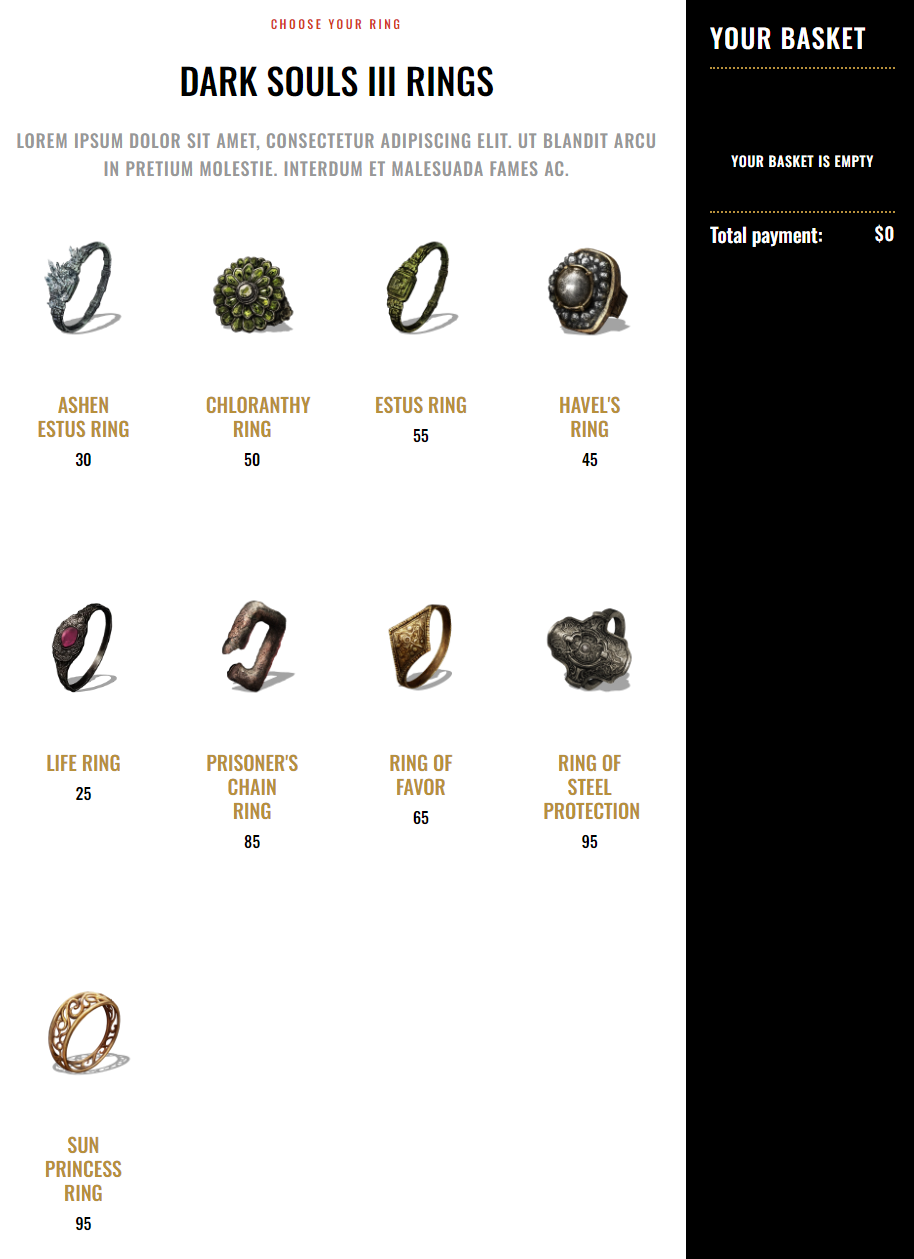 CHOOSE YOUR RING
DARK SOULS III RINGS
LOREM IPSUM DOLOR SIT AMET, CONSECTETUR ADIPISCING ELIT. UT BLANDIT ARCU
IN PRETIUM MOLESTIE. INTERDUM ET MALESUADA FAMES AC.
ASHEN
ESTUS RING
30
CHLORANTHY
RING
50
ESTUS RING
55
HAVEL'S
RING
45
LIFE RING
25
PRISONER'S
CHAIN
RING
85
RING OF
FAVOR
65
RING OF
STEEL
PROTECTION
95
SUN
PRINCESS
RING
95
YOUR BASKET
YOUR BASKET IS EMPTY
Total payment: $0